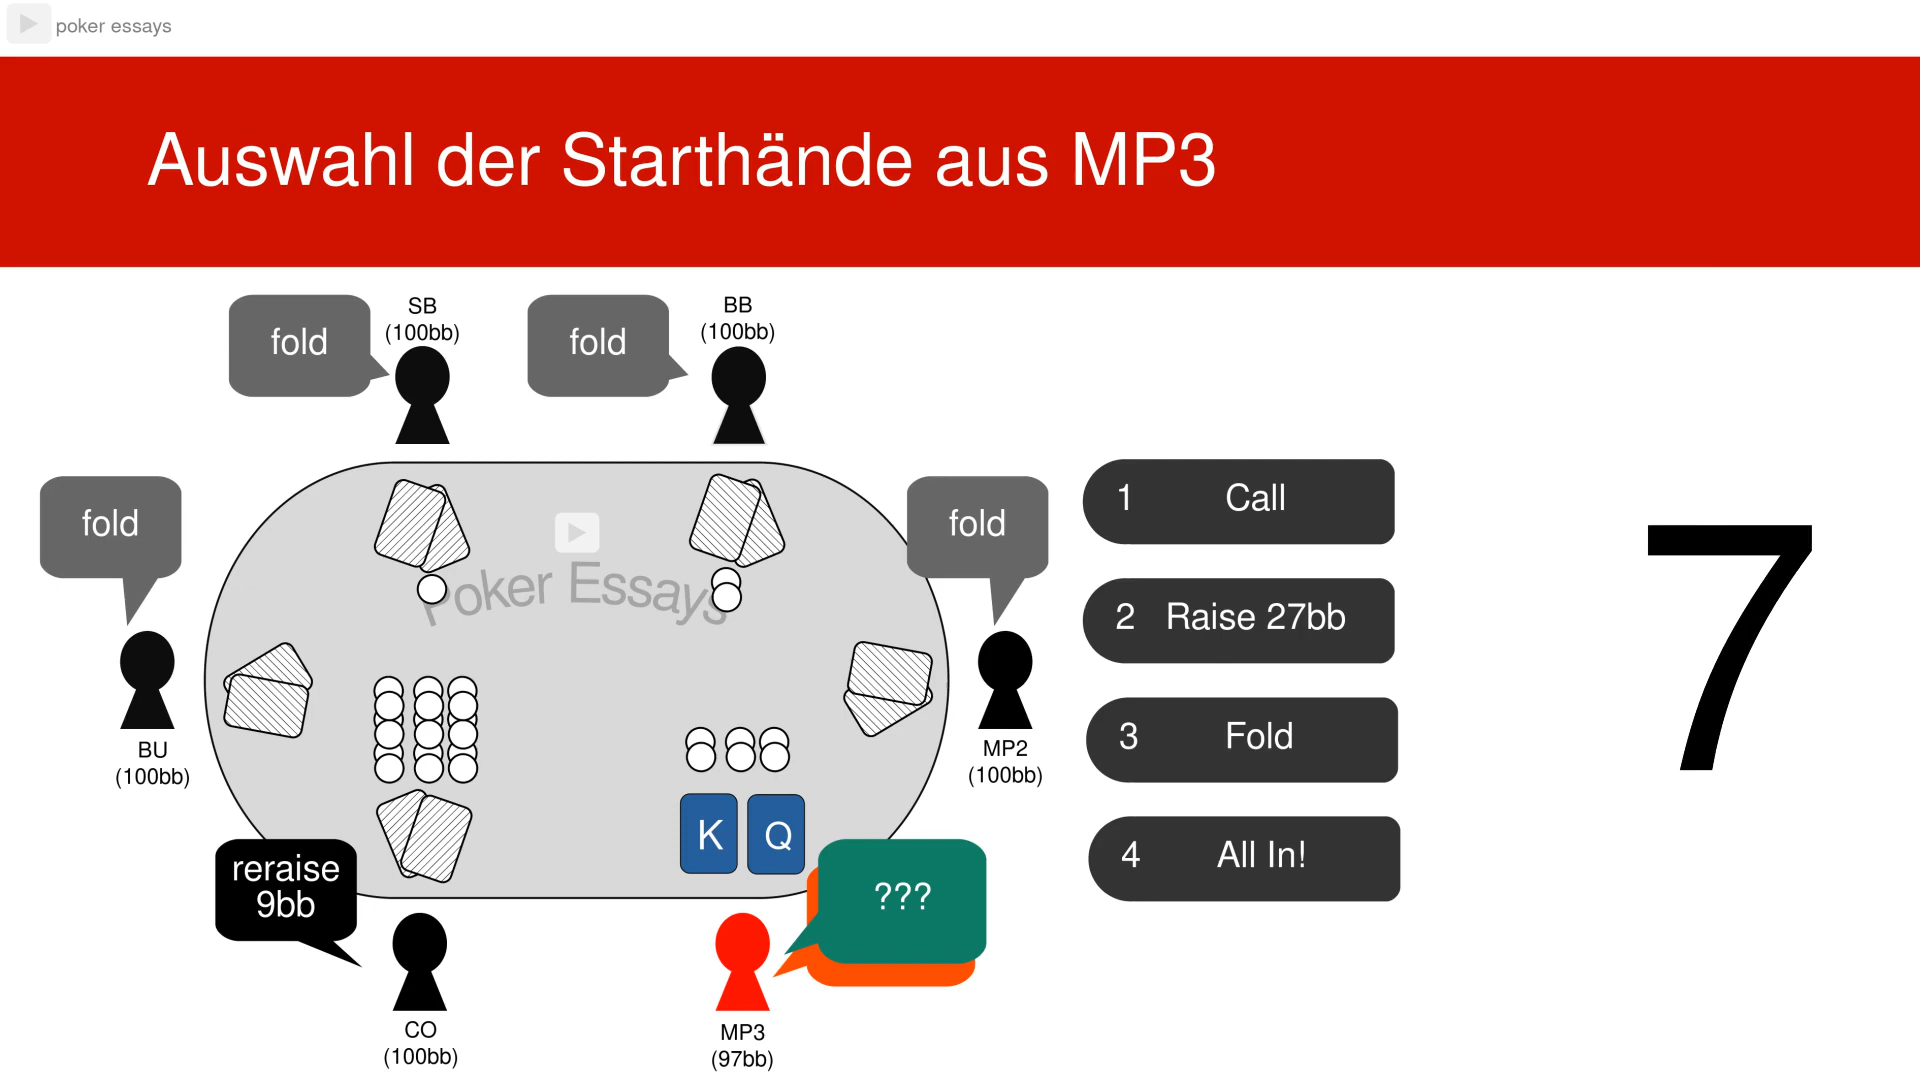 poker essays
Auswahl der Starthände aus MP3
fold
SB
(100bb)
fold
BB
(100bb)
fold
fold
Poker Essays
BU
(100bb)
MP2
(100bb)
K
Q
reraise
9bb
???
CO
(100bb)
MP3
(97bb)
1 Call
2 Raise 27bb
3 Fold
4 All In!
7